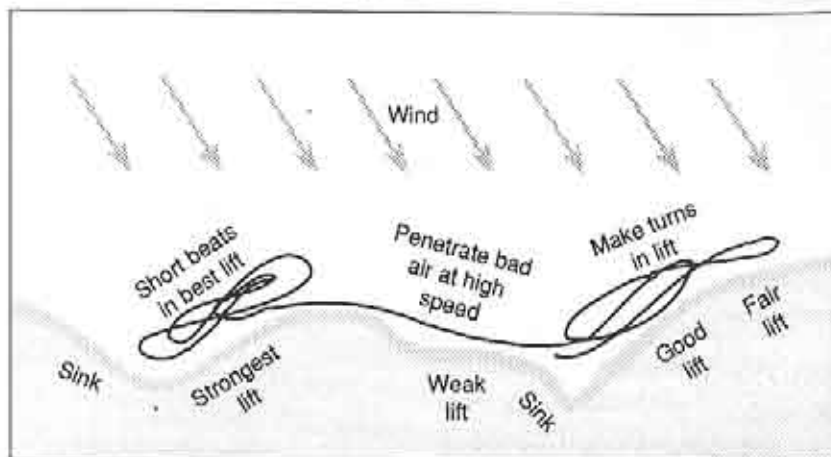 Wind
Short beats
in best lift
Penetrate bad
air at high
speed
Make turns
in lift
Sink
Strongest
lift
Weak
lift
Sink
Good
lift
Fair
lift